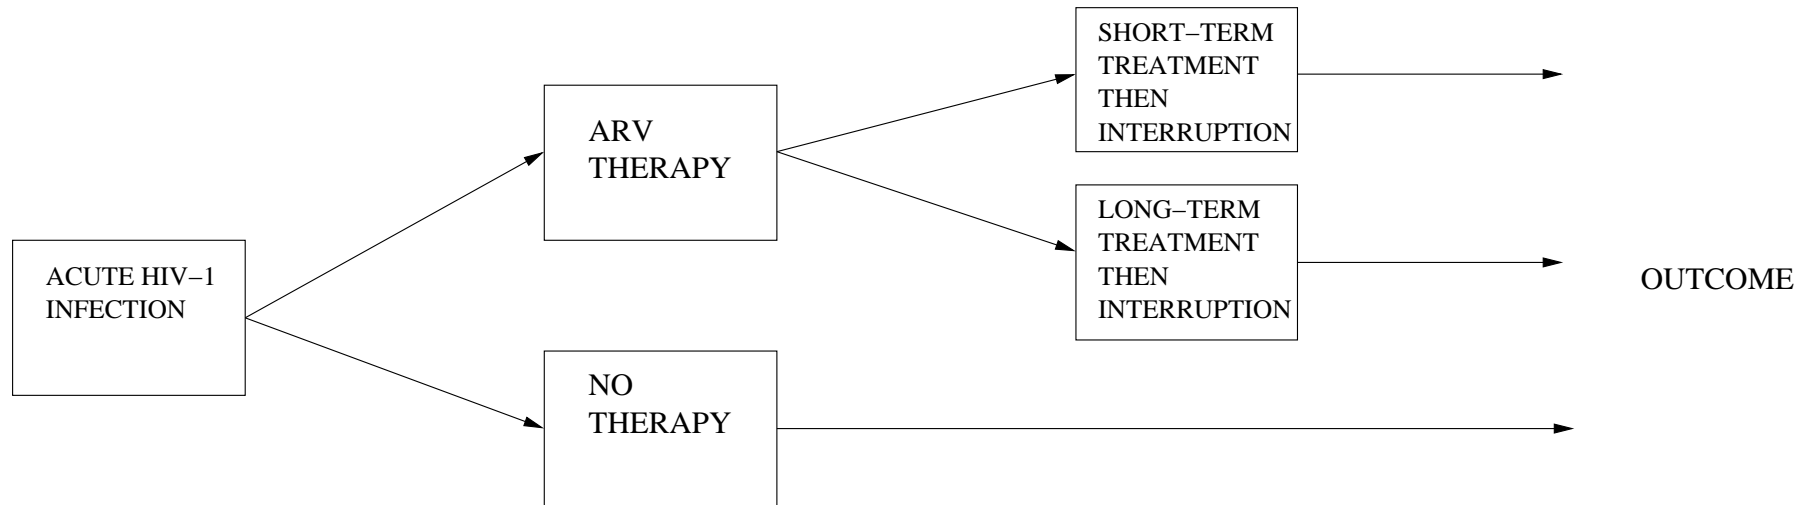 ACUTE HIV−1
INFECTION
ARV
THERAPY
NO
THERAPY
SHORT−TERM
TREATMENT
THEN
INTERRUPTION
LONG−TERM
TREATMENT
THEN
INTERRUPTION
OUTCOME